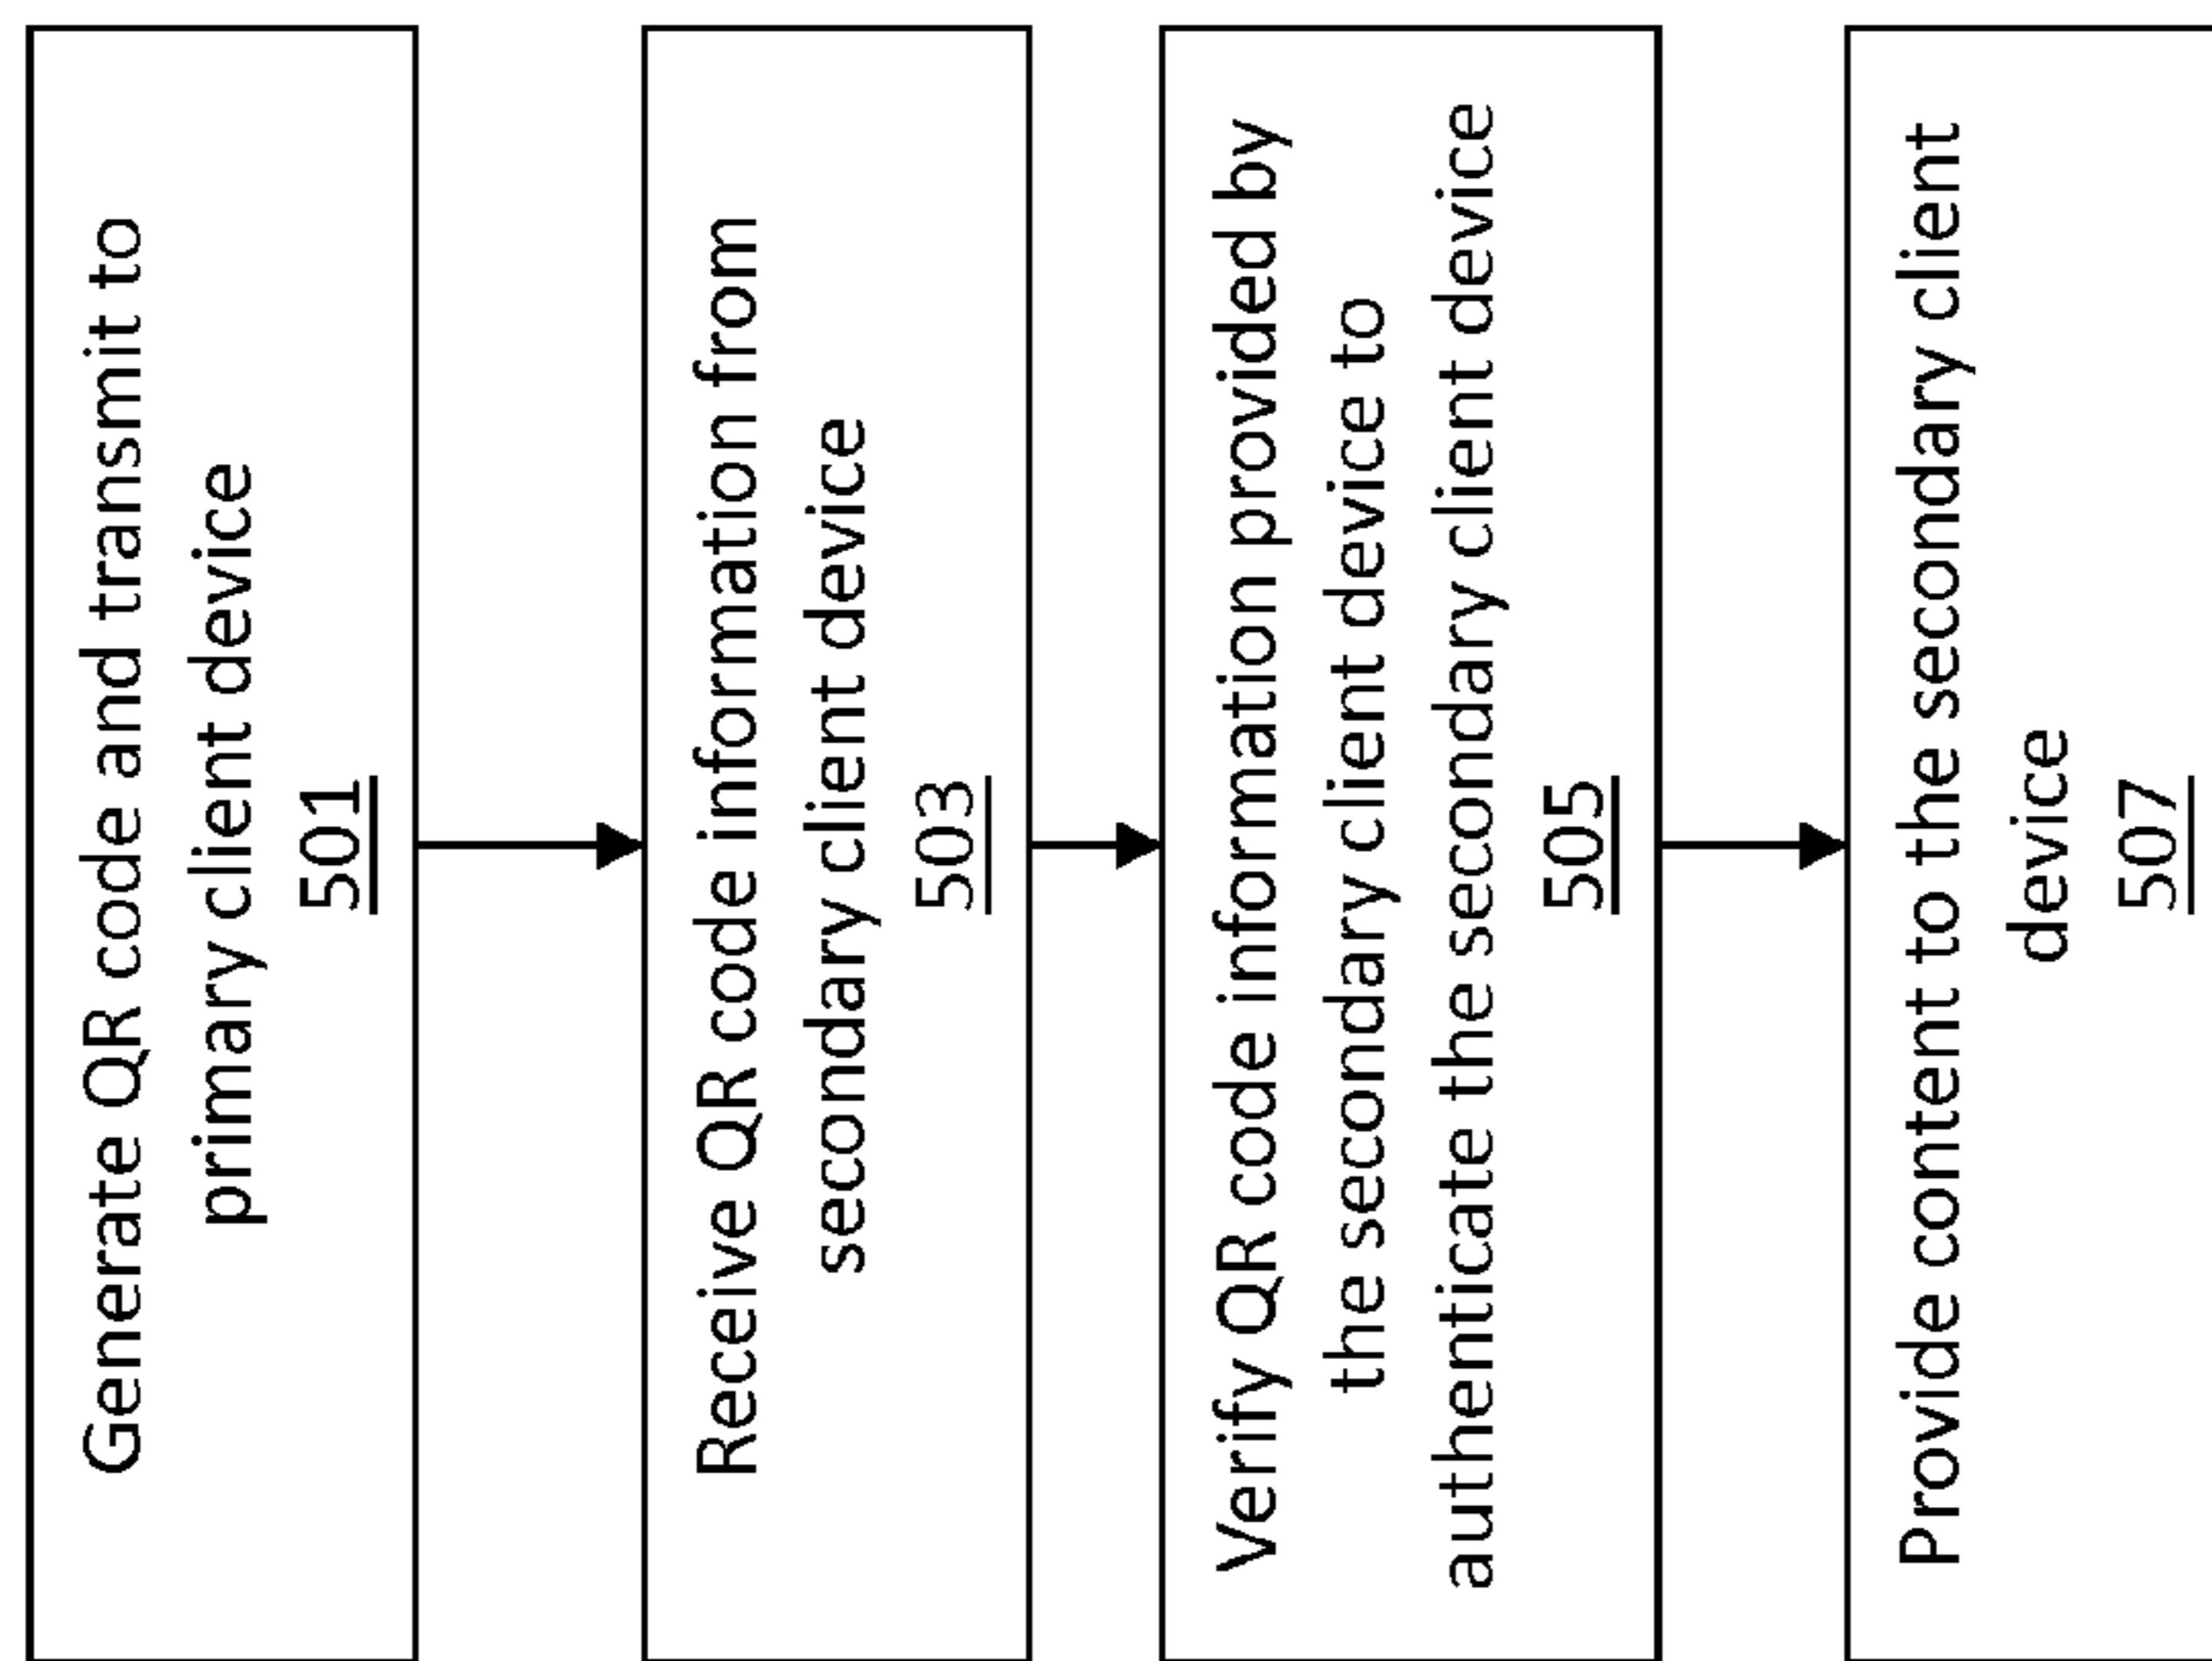 Generate QR code and transmit to
primary client device
501
Receive QR code information from
secondary client device
503
Verify QR code information provided by
the secondary client device to
authenticate the secondary client device
505
Provide content to the secondary client
device
507